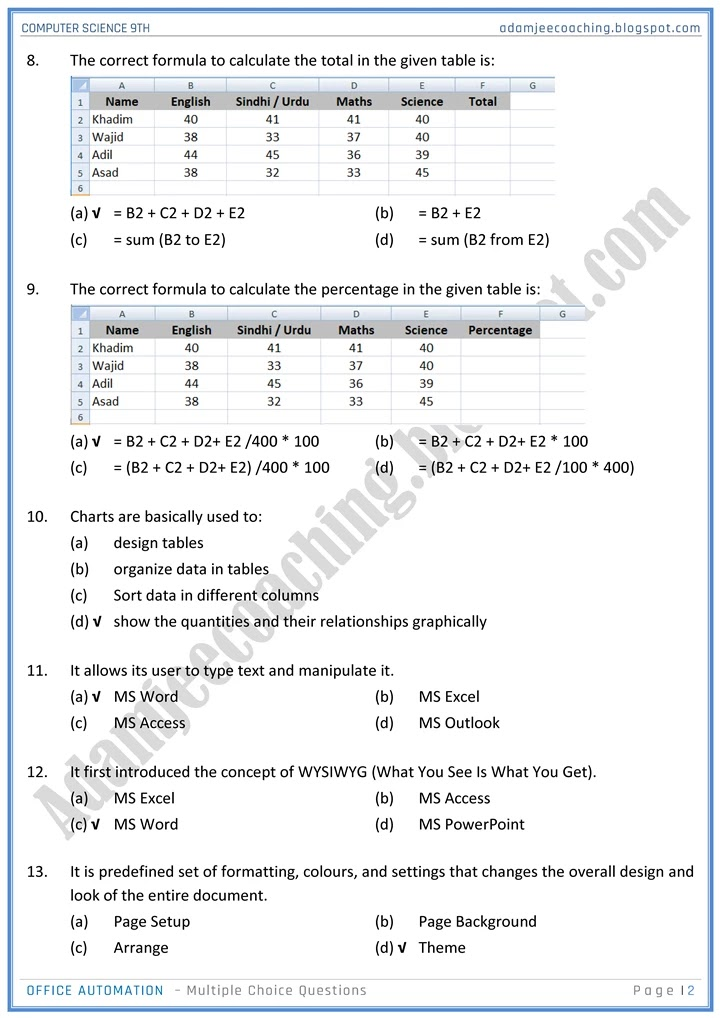 COMPUTER SCIENCE 9TH adamjeecoaching.blogspot.com
8. The correct formula to calculate the total in the given table is:
A B C D E F G
1 Name English Sindhi / Urdu Maths Science Total
2 Khadim 40 41 41 40
3 Wajid 38 33 37 40
4 Adil 44 45 36 39
5 Asad 38 32 33 45
6
(a) √ = B2 + C2 + D2 + E2 (b) = B2 + E2
(c) = sum (B2 to E2) (d) = sum (B2 from E2)
9. The correct formula to calculate the percentage in the given table is:
A B C D E F G
1 Name English Sindhi / Urdu Maths Science Percentage
2 Khadim 40 41 41 40
3 Wajid 38 33 37 40
4 Adil 44 45 36 39
5 Asad 38 32 33 45
6
(a) √ = B2 + C2 + D2+ E2 /400 * 100 (b) = B2 + C2 + D2+ E2 * 100
(c) = (B2 + C2 + D2+ E2) /400 * 100 (d) = (B2 + C2 + D2+ E2 /100 * 400)
10. Charts are basically used to:
(a) design tables
(b) organize data in tables
(c) Sort data in different columns
(d) √ show the quantities and their relationships graphically
11. It allows its user to type text and manipulate it.
(a) √ MS Word (b) MS Excel
(c) MS Access (d) MS Outlook
12. It first introduced the concept of WYSIWYG (What You See Is What You Get).
(a) MS Excel (b) MS Access
(c) √ MS Word (d) MS PowerPoint
13. It is predefined set of formatting, colours, and settings that changes the overall design and
look of the entire document.
(a) Page Setup (b) Page Background
(c) Arrange (d) √ Theme
OFFICE AUTOMATION – Multiple Choice Questions Page | 2